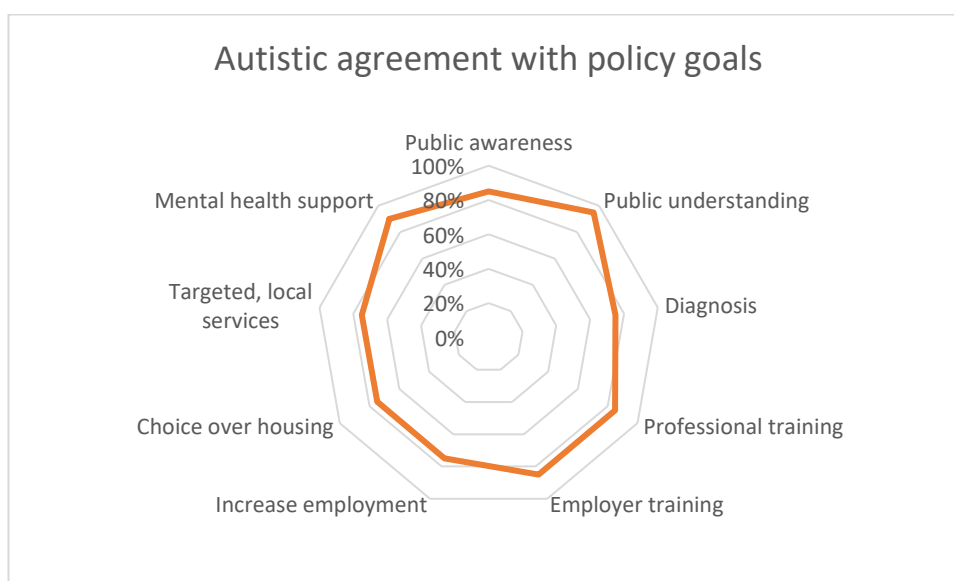 Autistic agreement with policy goals
Public awareness
100%
Mental health support
80%
Public understanding
60%
40%
Targeted, local
services
20%
Diagnosis
0%
Choice over housing
Professional training
Increase employment
Employer training